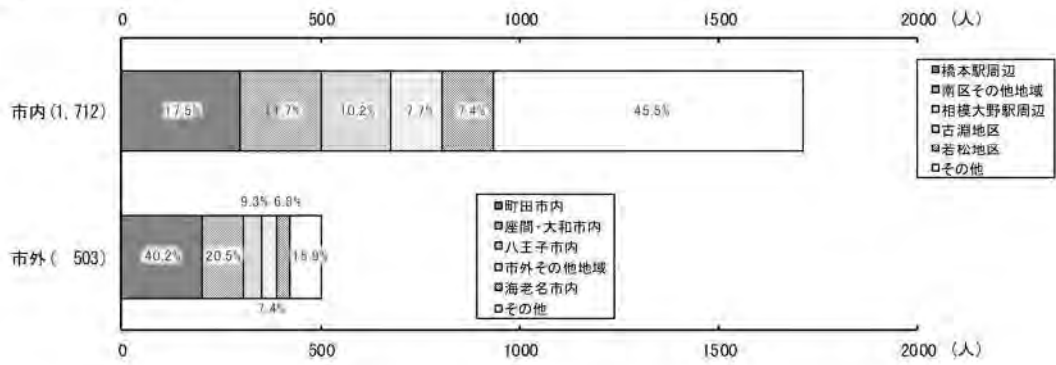 0 500 1000 1500 2000 (人)
市内(1,712) 17.5% 11.7% 10.2% 7.7% 7.4% 45.5%
■橋本駅周辺
■南区その他地域
□相模大野駅周辺
□古淵地区
■若松地区
□その他
9.3% 6.8%
市外( 503) 40.2% 20.5% 15.9%
7.4%
■町田市内
■座間・大和市内
□八王子市内
□市外その他地域
■海老名市内
□その他
0 500 1000 1500 2000 (人)